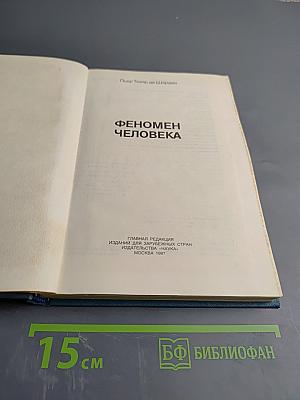 Пьер Тейяр де Шарден
ФЕНОМЕН
ЧЕЛОВЕКА
ГЛАВНАЯ РЕДАКЦИЯ
ИЗДАНИЙ ДЛЯ ЗАРУБЕЖНЫХ СТРАН
ИЗДАТЕЛЬСТВА «НАУКА»
МОСКВА 1987
15 см
БФ БИБЛИОФАН